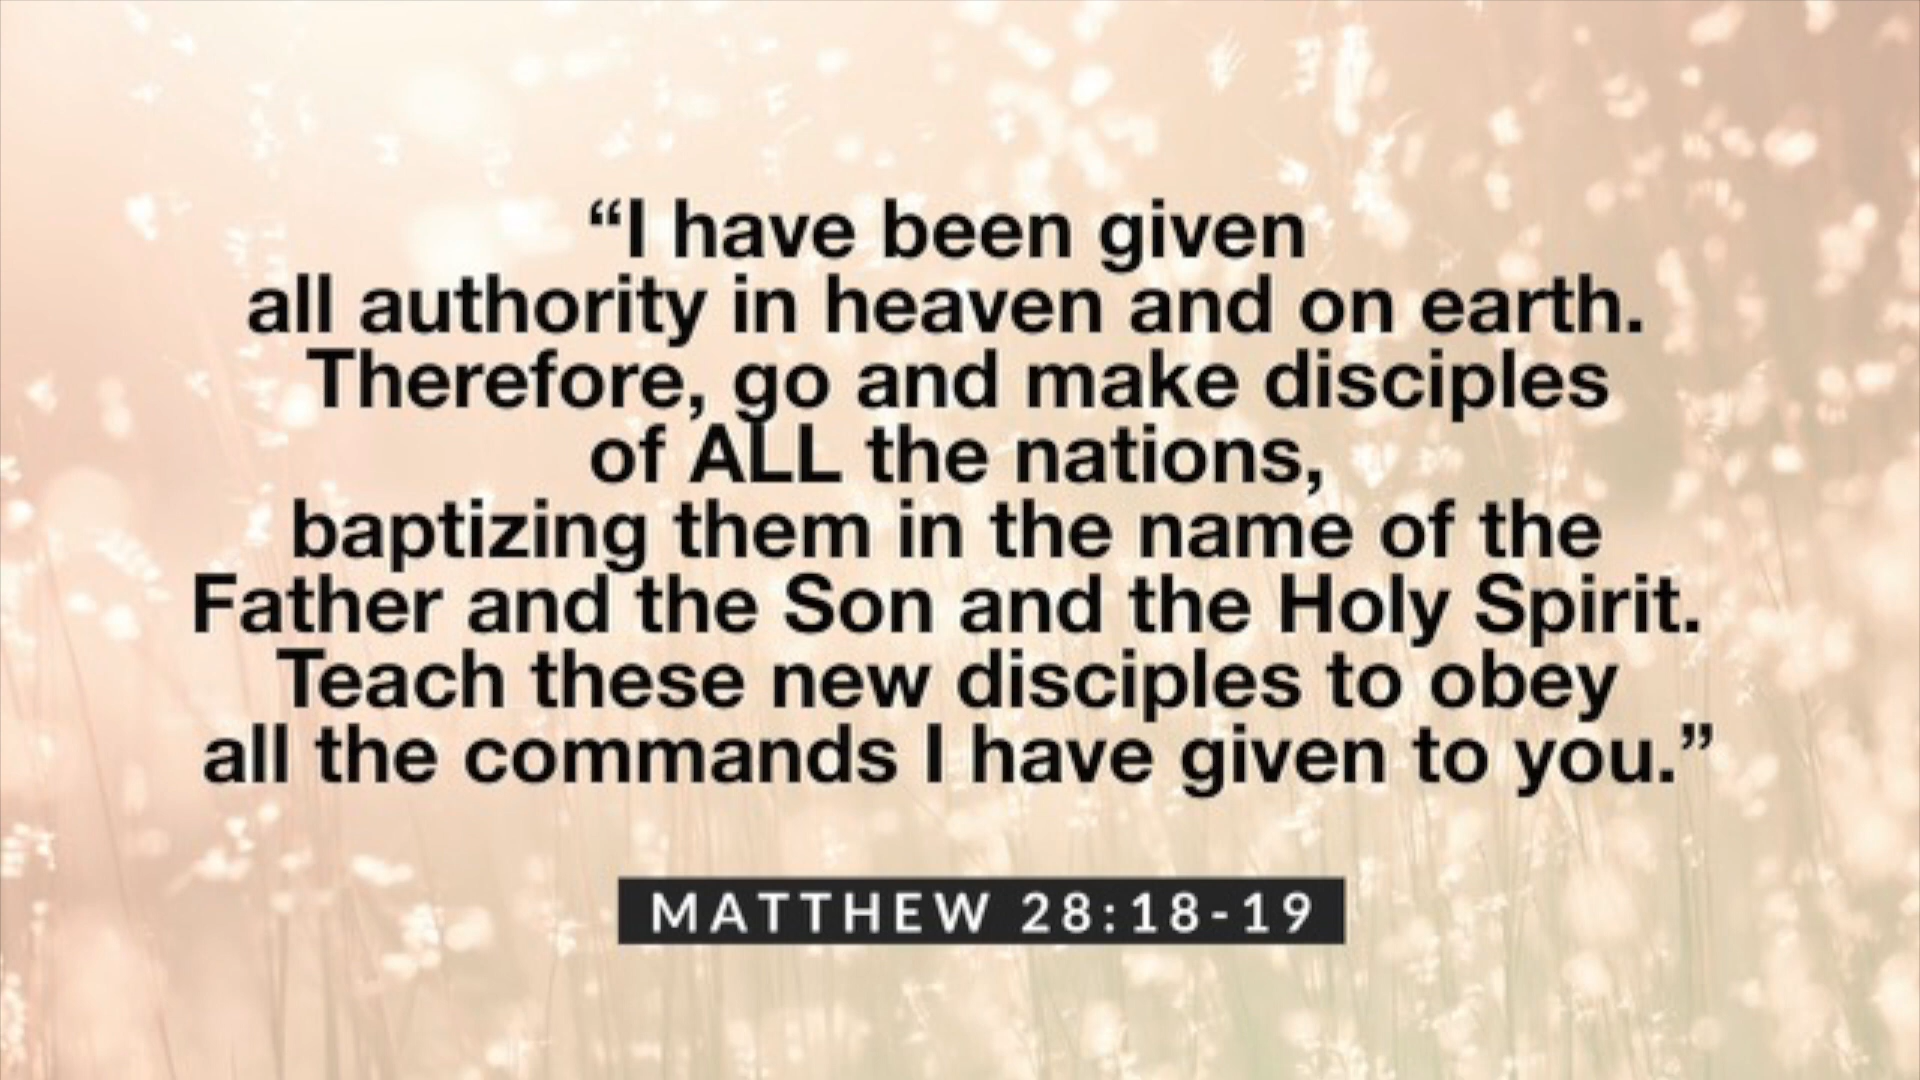 “I have been given
all authority in heaven and on earth.
Therefore, go and make disciples
of ALL the nations,
baptizing them in the name of the
Father and the Son and the Holy Spirit.
Teach these new disciples to obey
all the commands I have given to you.”
MATTHEW 28:18-19